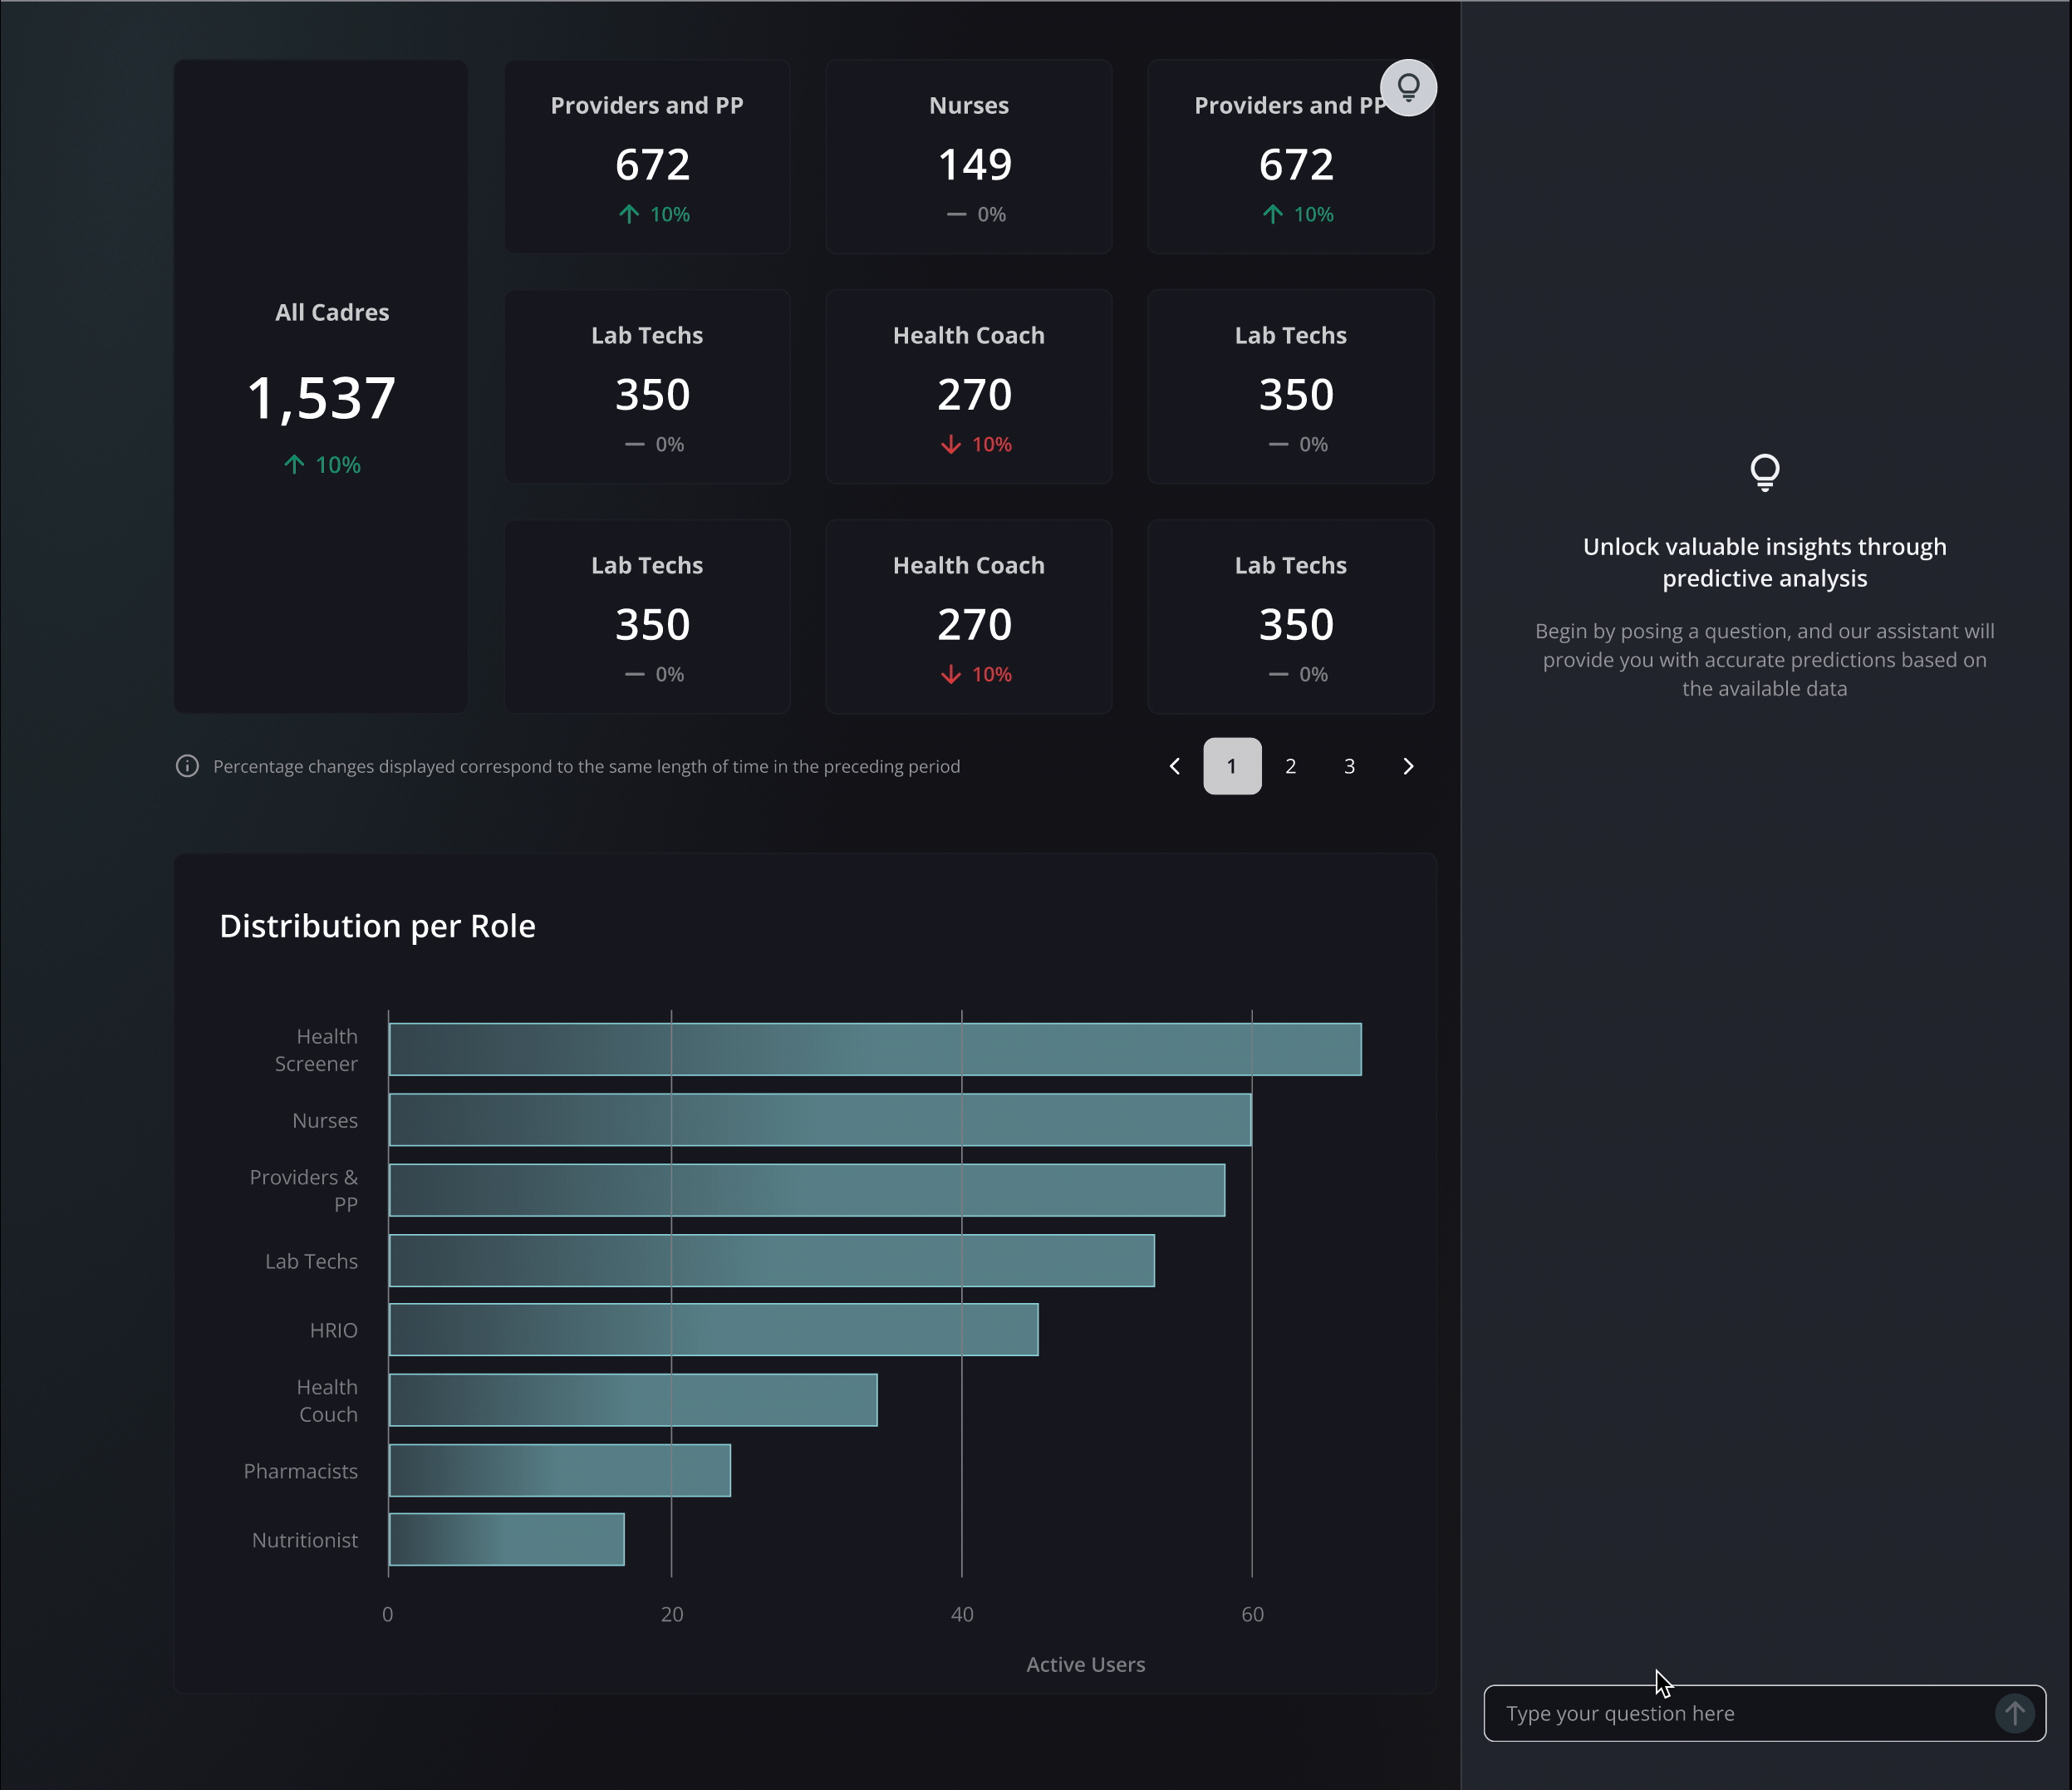 Providers and PP
672
10%
Nurses
149
0%
Providers and PP
672
10%
All Cadres
1,537
10%
Lab Techs
350
0%
Health Coach
270
10%
Lab Techs
350
0%
Lab Techs
350
0%
Health Coach
270
10%
Lab Techs
350
0%
Percentage changes displayed correspond to the same length of time in the preceding period
1
2
3
Distribution per Role
Health
Screener
Nurses
Providers &
PP
Lab Techs
HRIO
Health
Couch
Pharmacists
Nutritionist
0
20
40
60
Active Users
Unlock valuable insights through
predictive analysis
Begin by posing a question, and our assistant will
provide you with accurate predictions based on
the available data
Type your question here